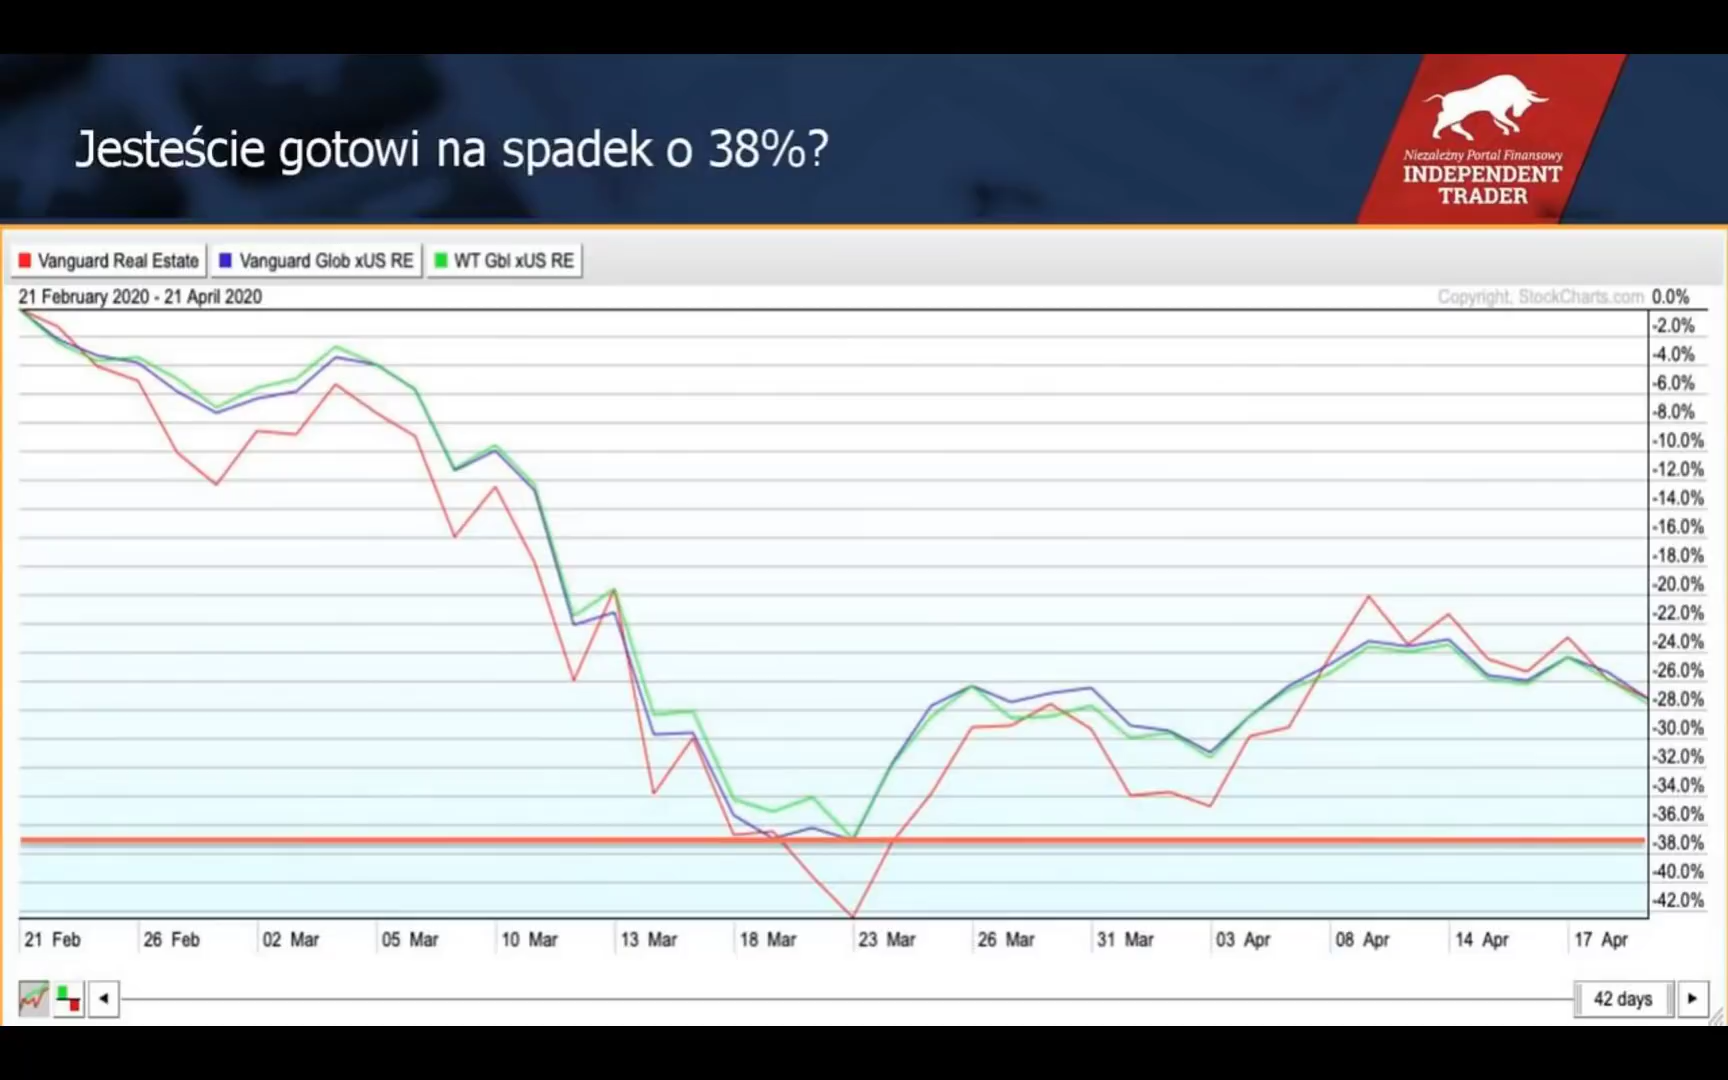 Jesteście gotowi na spadek o 38%?
Niezależny Portal Finansowy
INDEPENDENT
TRADER
Vanguard Real Estate
Vanguard Glob xUS RE
WT Gbl xUS RE
21 February 2020 - 21 April 2020
Copyright, StockCharts.com
0.0%
-2.0%
-4.0%
-6.0%
-8.0%
-10.0%
-12.0%
-14.0%
-16.0%
-18.0%
-20.0%
-22.0%
-24.0%
-26.0%
-28.0%
-30.0%
-32.0%
-34.0%
-36.0%
-38.0%
-40.0%
-42.0%
21 Feb
26 Feb
02 Mar
05 Mar
10 Mar
13 Mar
18 Mar
23 Mar
26 Mar
31 Mar
03 Apr
08 Apr
14 Apr
17 Apr
42 days